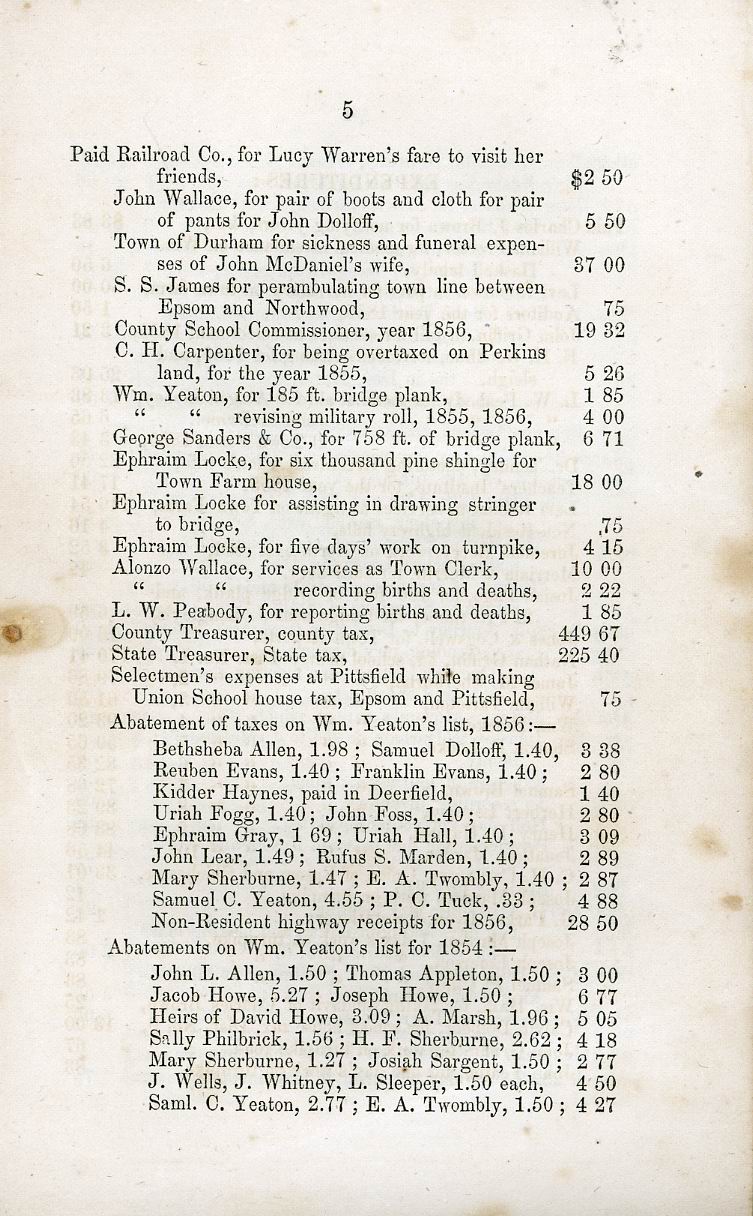 5
Paid Railroad Co., for Lucy Warren's fare to visit her
friends, $2 50
John Wallace, for pair of boots and cloth for pair
of pants for John Dolloff, 5 50
Town of Durham for sickness and funeral expen-
ses of John McDaniel's wife, 37 00
S. S. James for perambulating town line between
Epsom and Northwood, 75
County School Commissioner, year 1856, 19 32
C. H. Carpenter, for being overtaxed on Perkins
land, for the year 1855, 5 26
Wm. Yeaton, for 185 ft. bridge plank, 1 85
“ “ revising military roll, 1855, 1856, 4 00
George Sanders & Co., for 758 ft. of bridge plank, 6 71
Ephraim Locke, for six thousand pine shingle for
Town Farm house, 18 00
Ephraim Locke for assisting in drawing stringer
to bridge, .75
Ephraim Locke, for five days' work on turnpike, 4 15
Alonzo Wallace, for services as Town Clerk, 10 00
“ “ recording births and deaths, 2 22
L. W. Peabody, for reporting births and deaths, 1 85
County Treasurer, county tax, 449 67
State Treasurer, State tax, 225 40
Selectmen's expenses at Pittsfield while making
Union School house tax, Epsom and Pittsfield, 75
Abatement of taxes on Wm. Yeaton's list, 1856:—
Bethsheba Allen, 1.98 ; Samuel Dolloff, 1.40, 3 38
Reuben Evans, 1.40 ; Franklin Evans, 1.40 ; 2 80
Kidder Haynes, paid in Deerfield, 1 40
Uriah Fogg, 1.40 ; John Foss, 1.40 ; 2 80
Ephraim Gray, 1 69 ; Uriah Hall, 1.40 ; 3 09
John Lear, 1.49 ; Rufus S. Marden, 1.40 ; 2 89
Mary Sherburne, 1.47 ; E. A. Twombly, 1.40 ; 2 87
Samuel C. Yeaton, 4.55 ; P. C. Tuck, .33 ; 4 88
Non-Resident highway receipts for 1856, 28 50
Abatements on Wm. Yeaton's list for 1854 :—
John L. Allen, 1.50 ; Thomas Appleton, 1.50 ; 3 00
Jacob Howe, 5.27 ; Joseph Howe, 1.50 ; 6 77
Heirs of David Howe, 3.09 ; A. Marsh, 1.96 ; 5 05
Sally Philbrick, 1.56 ; H. F. Sherburne, 2.62 ; 4 18
Mary Sherburne, 1.27 ; Josiah Sargent, 1.50 ; 2 77
J. Wells, J. Whitney, L. Sleeper, 1.50 each, 4 50
Saml. C. Yeaton, 2.77 ; E. A. Twombly, 1.50 ; 4 27